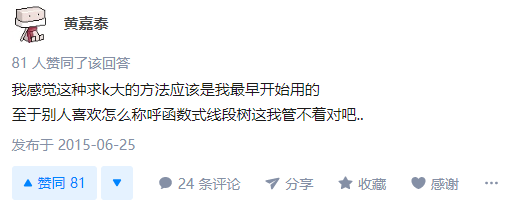 黄嘉泰
81 人赞同了该回答
我感觉这种求k大的方法应该是我最早开始用的
至于别人喜欢怎么称呼函数式线段树这我管不着对吧..
发布于 2015-06-25
赞同 81 24 条评论 分享 收藏 感谢 ···